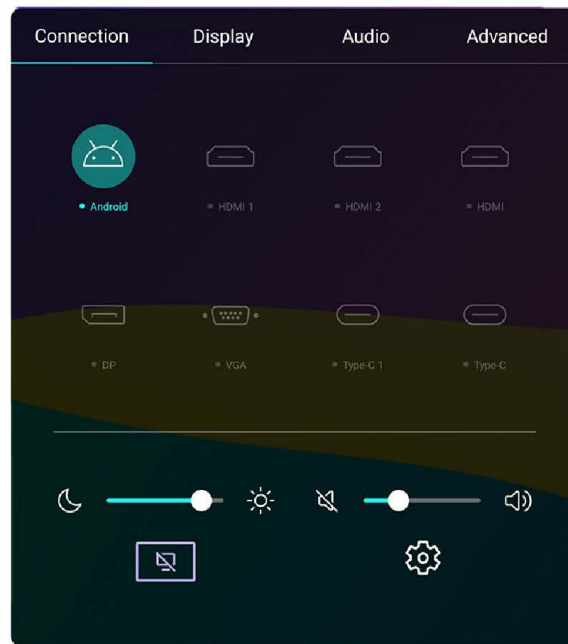 Connection Display Audio Advanced
Android HDMI 1 HDMI 2 HDMI
DP VGA Type-C 1 Type-C